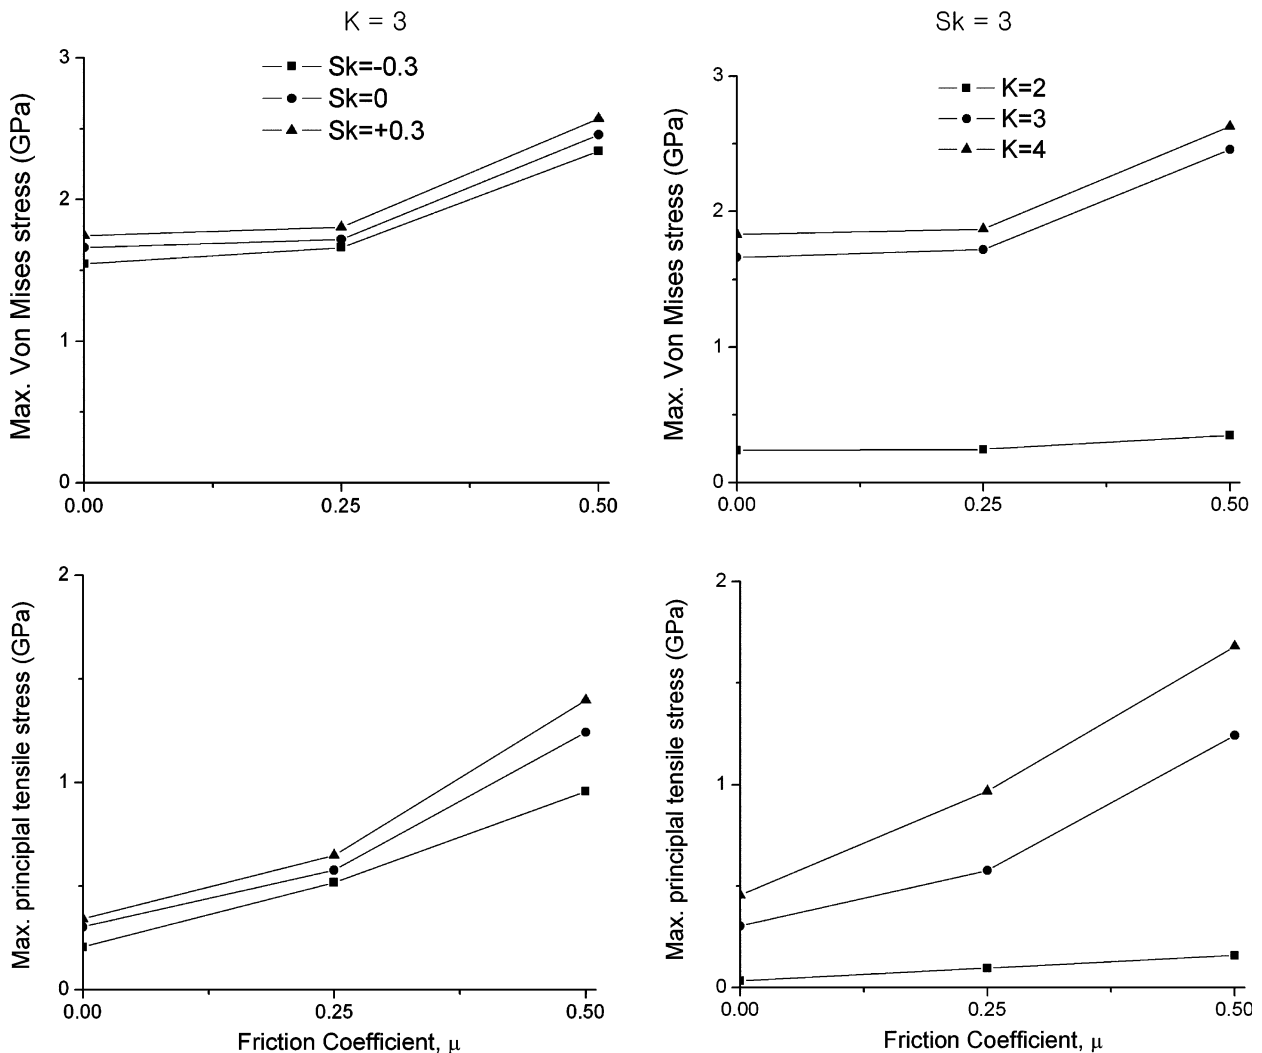 K = 3
Sk=-0.3
Sk=0
Sk=+0.3
Max. Von Mises stress (GPa)
3
2
1
0
0.00 0.25 0.50
Sk = 3
K=2
K=3
K=4
Max. Von Mises stress (GPa)
3
2
1
0
0.00 0.25 0.50
Max. principlal tensile stress (GPa)
2
1
0
0.00 0.25 0.50
Friction Coefficient, μ
Max. principlal tensile stress (GPa)
2
1
0
0.00 0.25 0.50
Friction Coefficient, μ